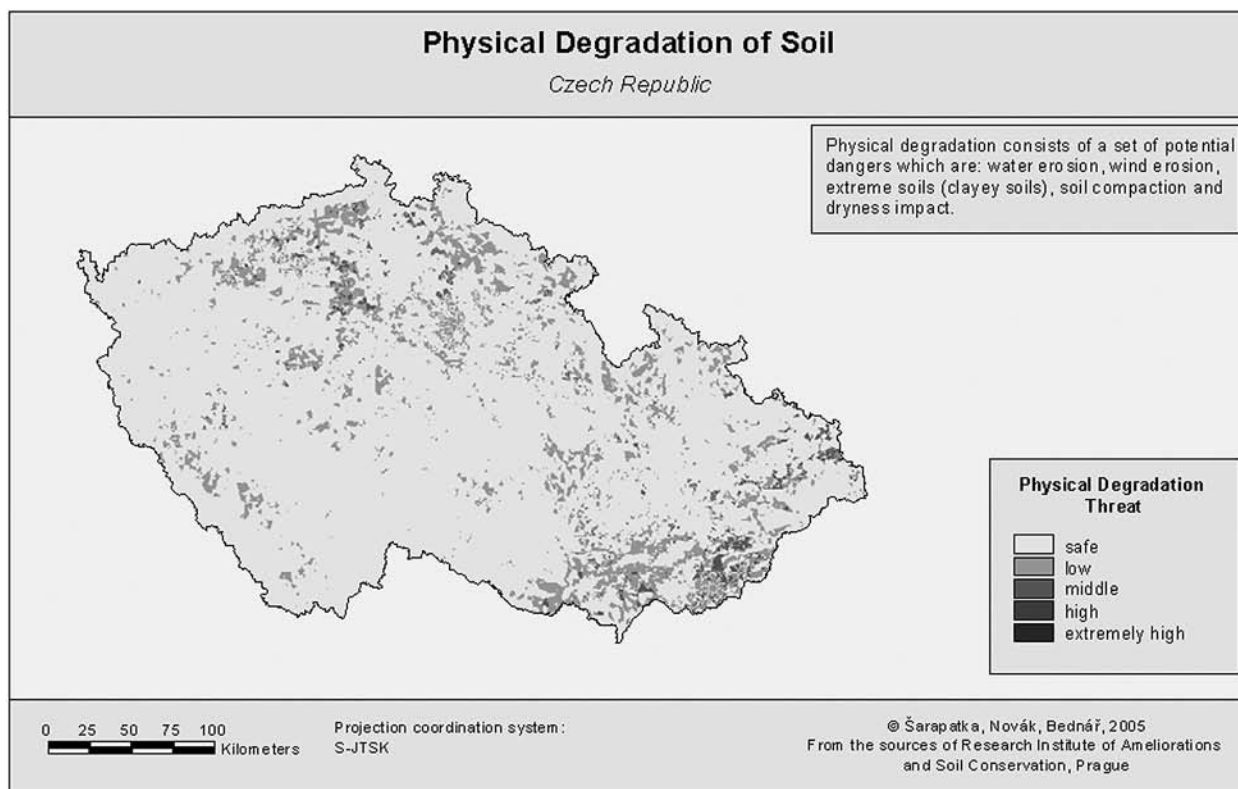 Physical Degradation of Soil
Czech Republic
Physical degradation consists of a set of potential
dangers which are: water erosion, wind erosion,
extreme soils (clayey soils), soil compaction and
dryness impact.
Physical Degradation
Threat
safe
low
middle
high
extremely high
0 25 50 75 100
Kilometers
Projection coordination system:
S-JTSK
© Šarapatka, Novák, Bednář, 2005
From the sources of Research Institute of Ameliorations
and Soil Conservation, Prague